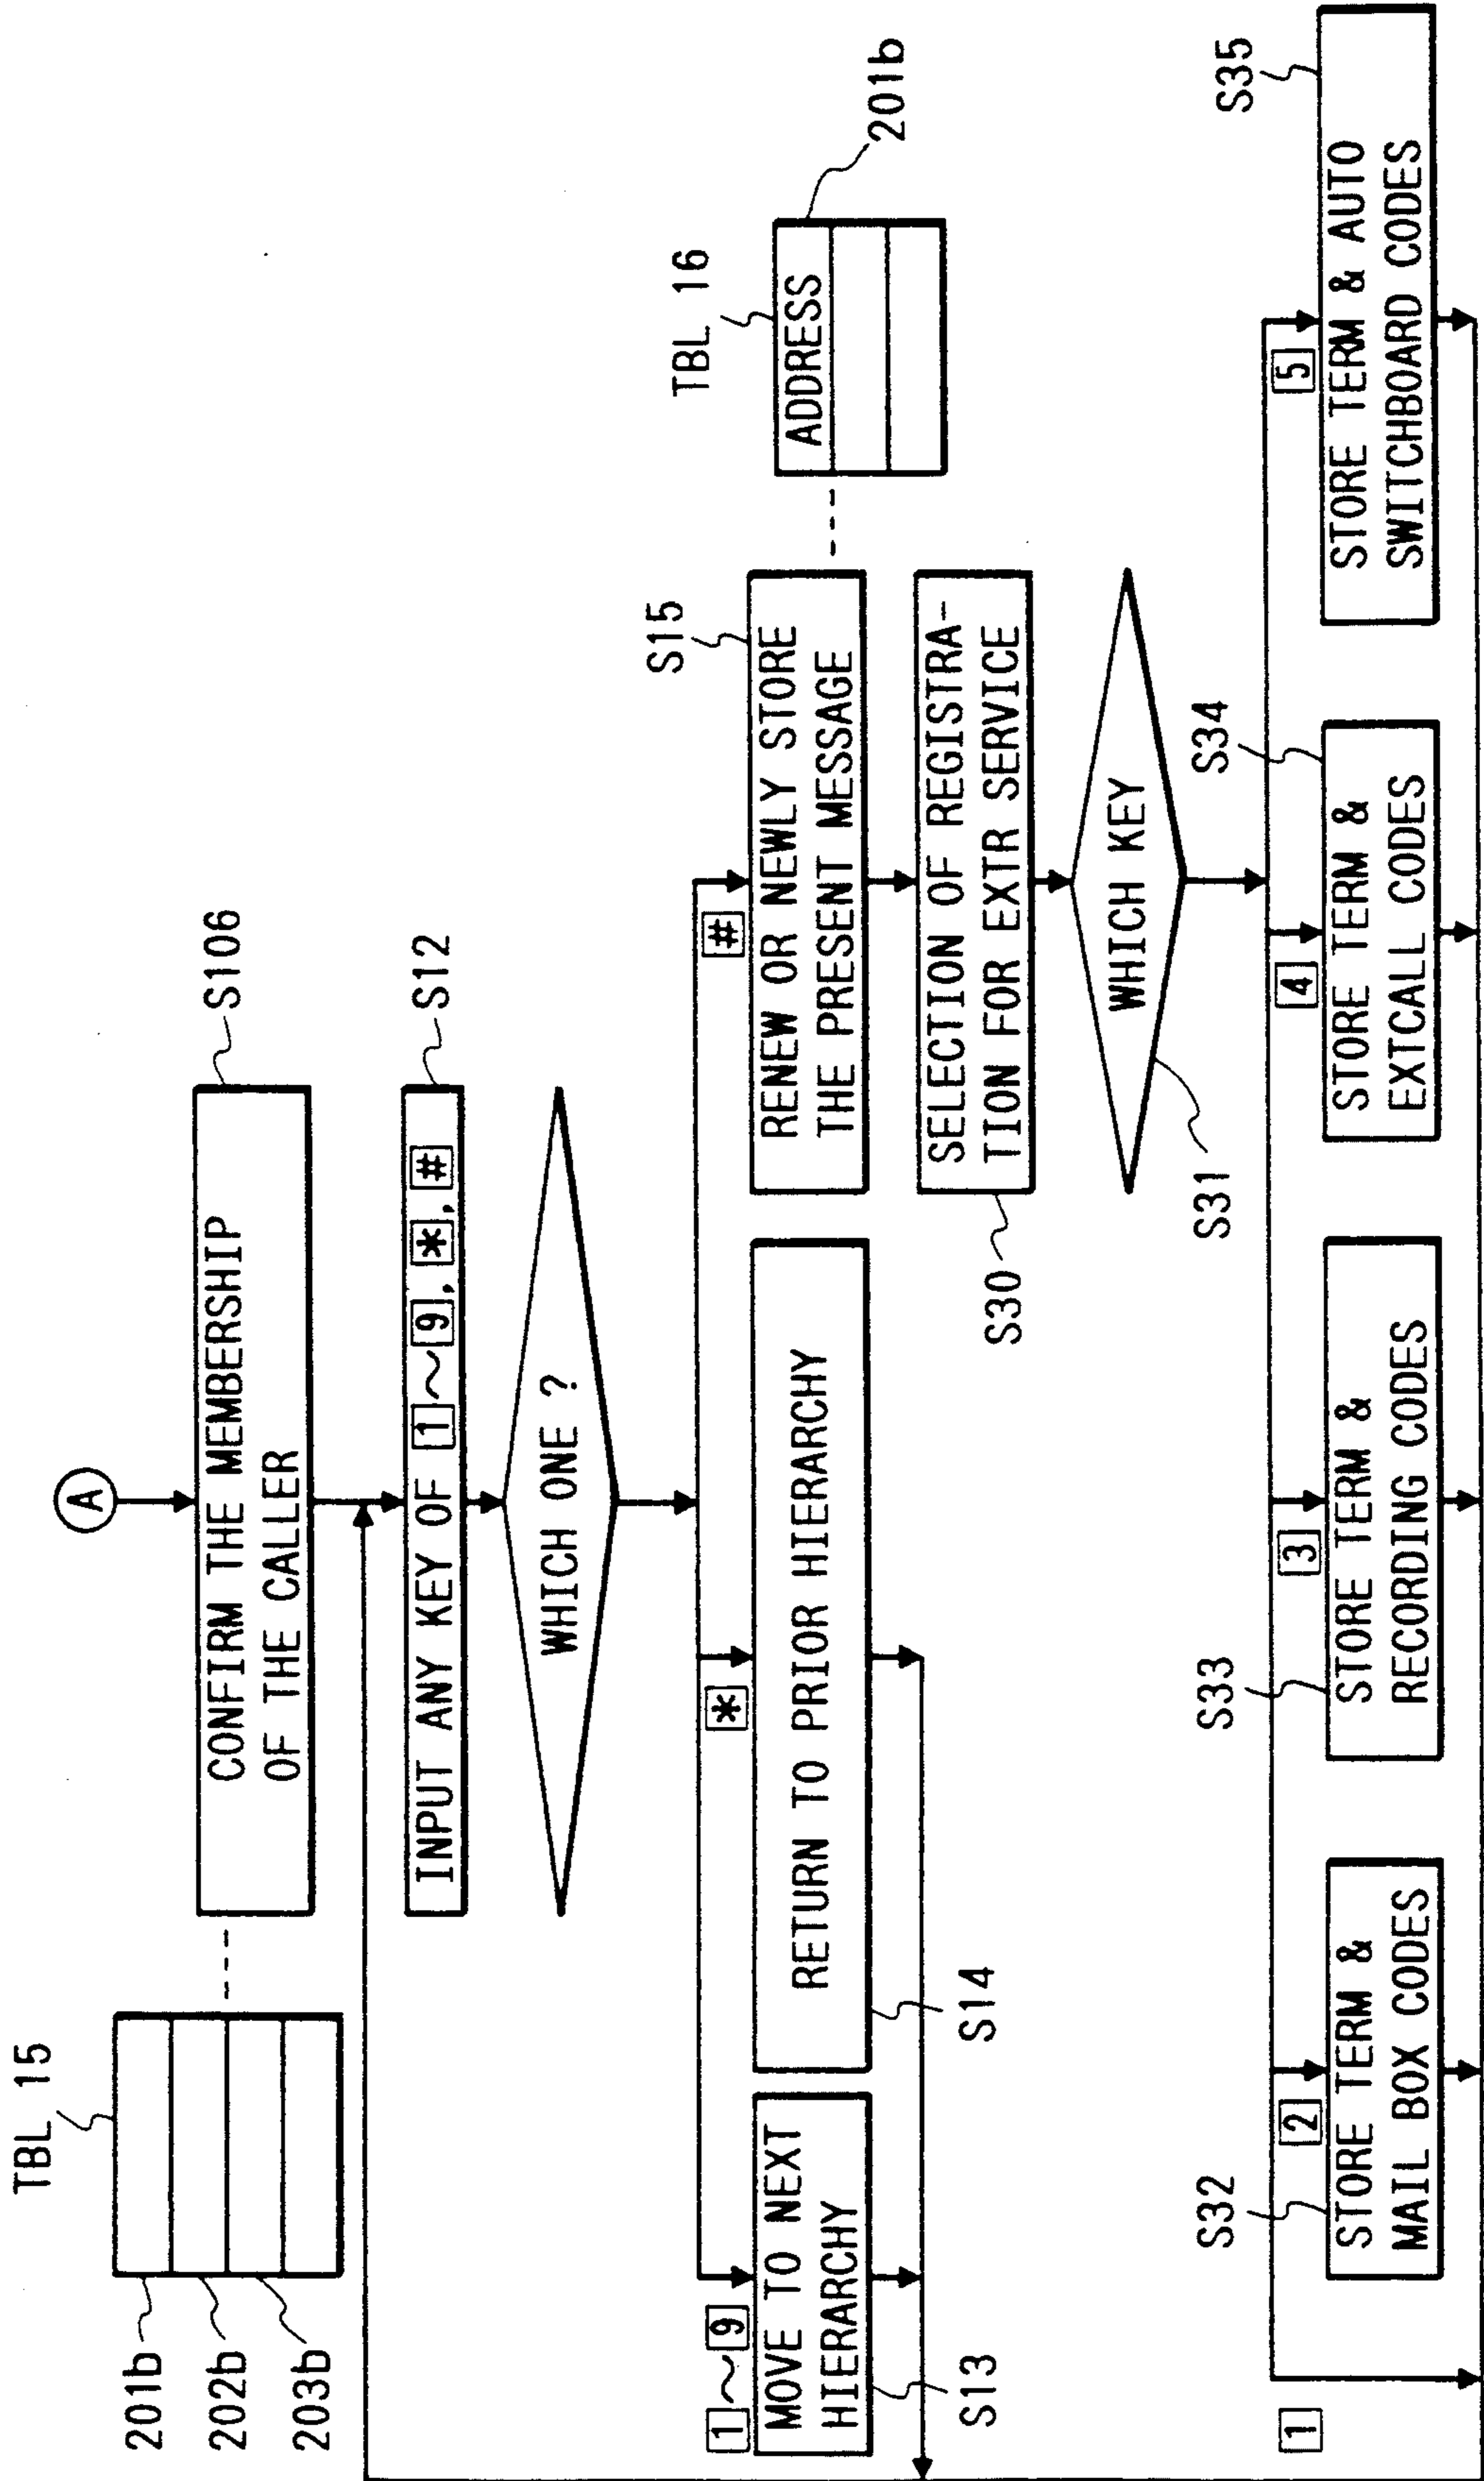 A
TBL 15
201b
202b
203b
CONFIRM THE MEMBERSHIP
OF THE CALLER
S106
INPUT ANY KEY OF 1~9, *, #
S12
WHICH ONE ?
1~9
MOVE TO NEXT
HIERARCHY
S13
*
RETURN TO PRIOR HIERARCHY
S14
#
RENEW OR NEWLY STORE
THE PRESENT MESSAGE
S15
TBL 16
ADDRESS
201b
SELECTION OF REGISTRA-
TION FOR EXTR SERVICE
S30
WHICH KEY
S31
1
2
STORE TERM &
MAIL BOX CODES
S32
3
STORE TERM &
RECORDING CODES
S33
4
STORE TERM &
EXTCALL CODES
S34
5
STORE TERM & AUTO
SWITCHBOARD CODES
S35